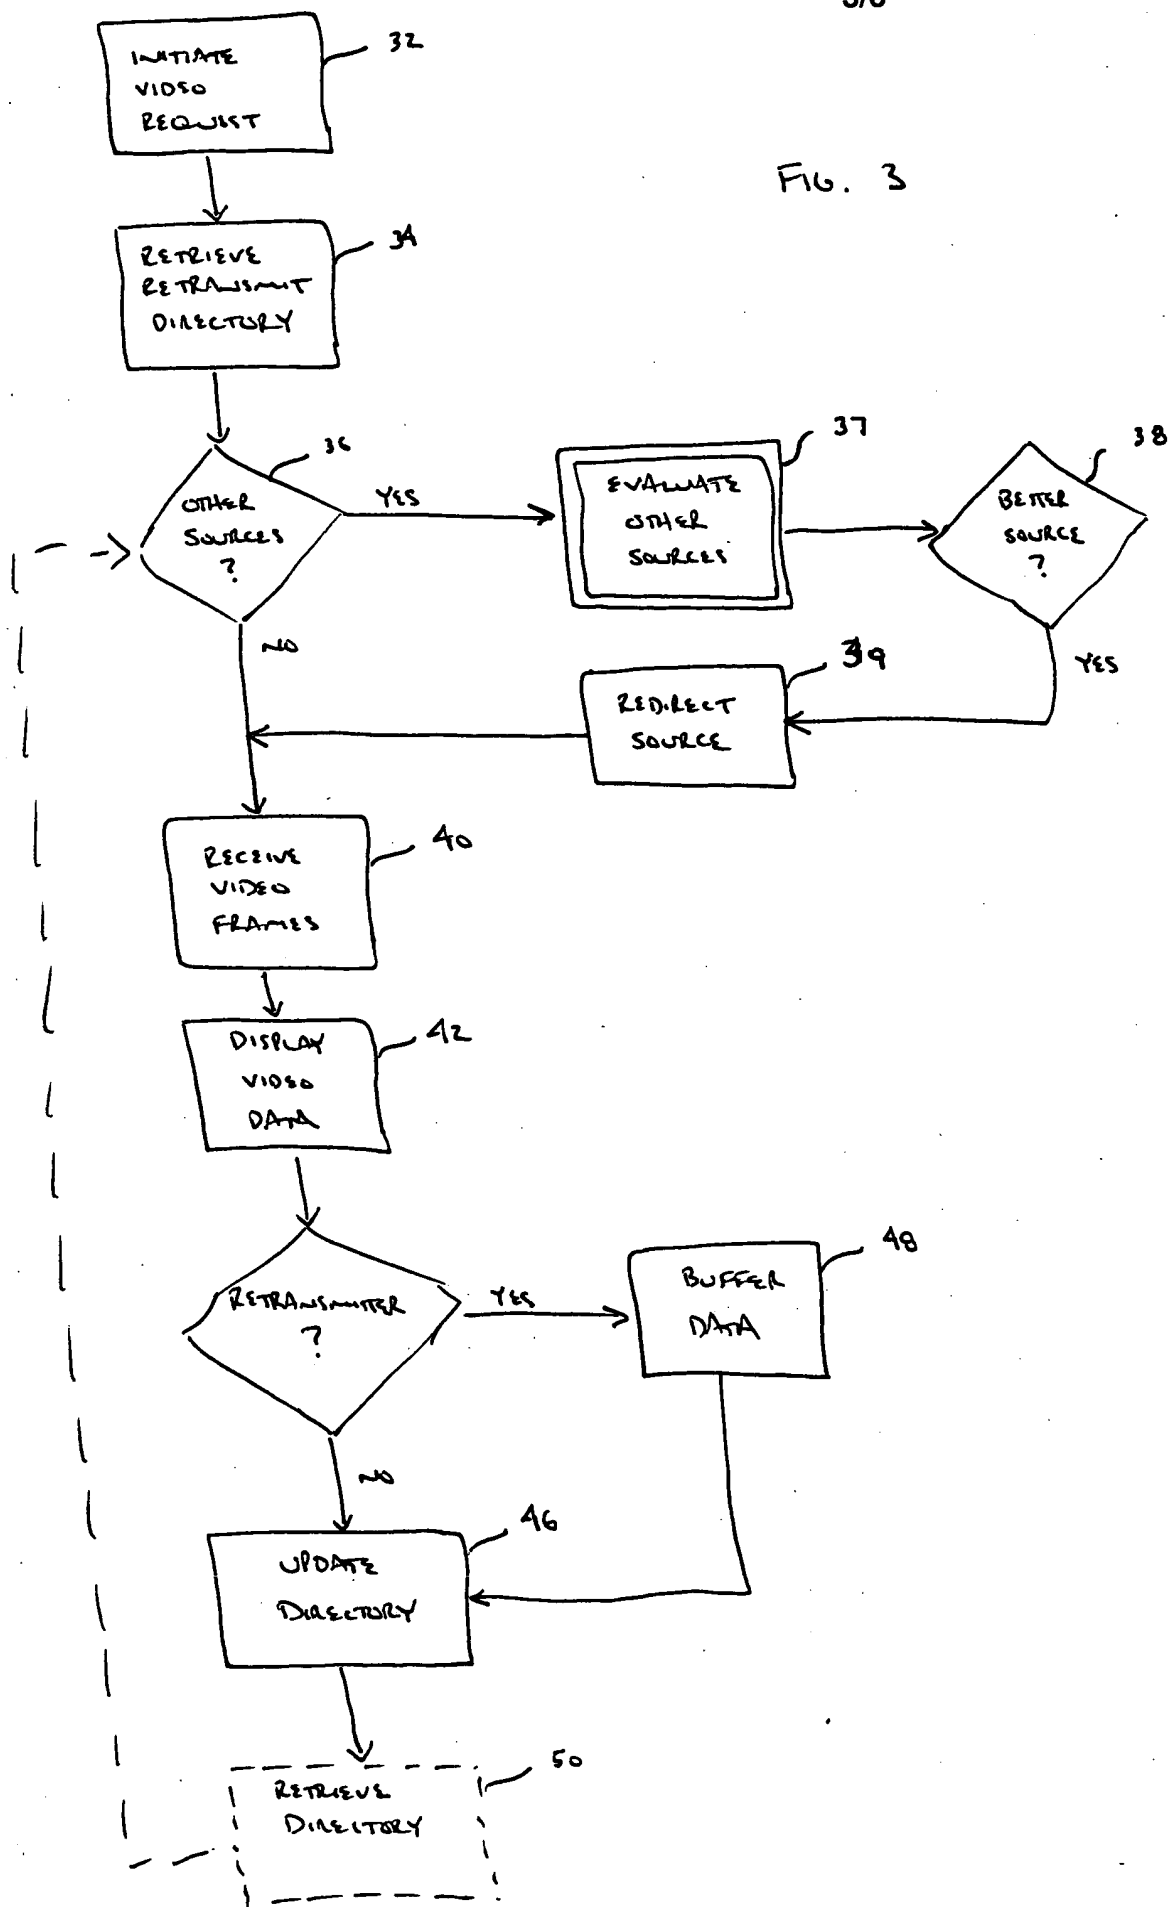 INITIATE
VIDEO
REQUEST
32
FIG. 3
RETRIEVE
RETRANSMIT
DIRECTORY
34
OTHER
SOURCES
?
36
YES
EVALUATE
OTHER
SOURCES
37
BETTER
SOURCE
?
38
NO
YES
REDIRECT
SOURCE
39
RECEIVE
VIDEO
FRAMES
40
DISPLAY
VIDEO
DATA
42
RETRANSMITTER
?
YES
BUFFER
DATA
48
NO
UPDATE
DIRECTORY
46
RETRIEVE
DIRECTORY
50